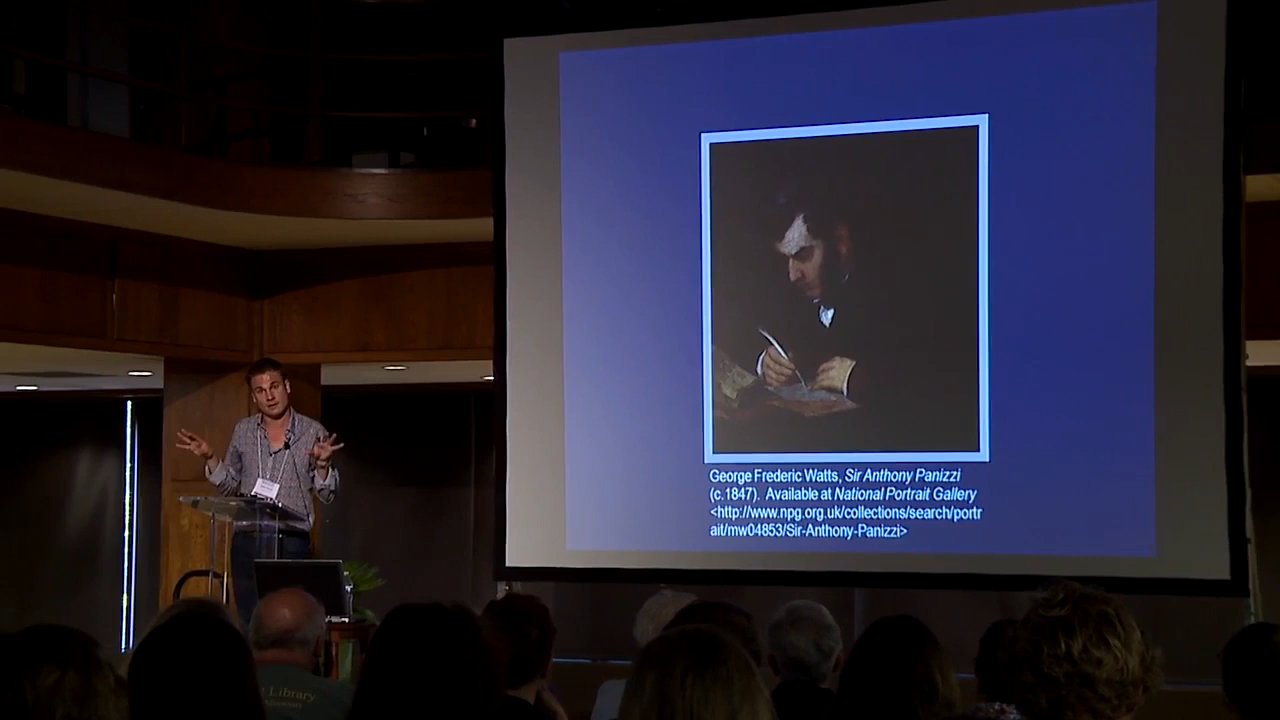 George Frederic Watts, Sir Anthony Panizzi
(c.1847). Available at National Portrait Gallery
<http://www.npg.org.uk/collections/search/portr
ait/mw04853/Sir-Anthony-Panizzi>
Library